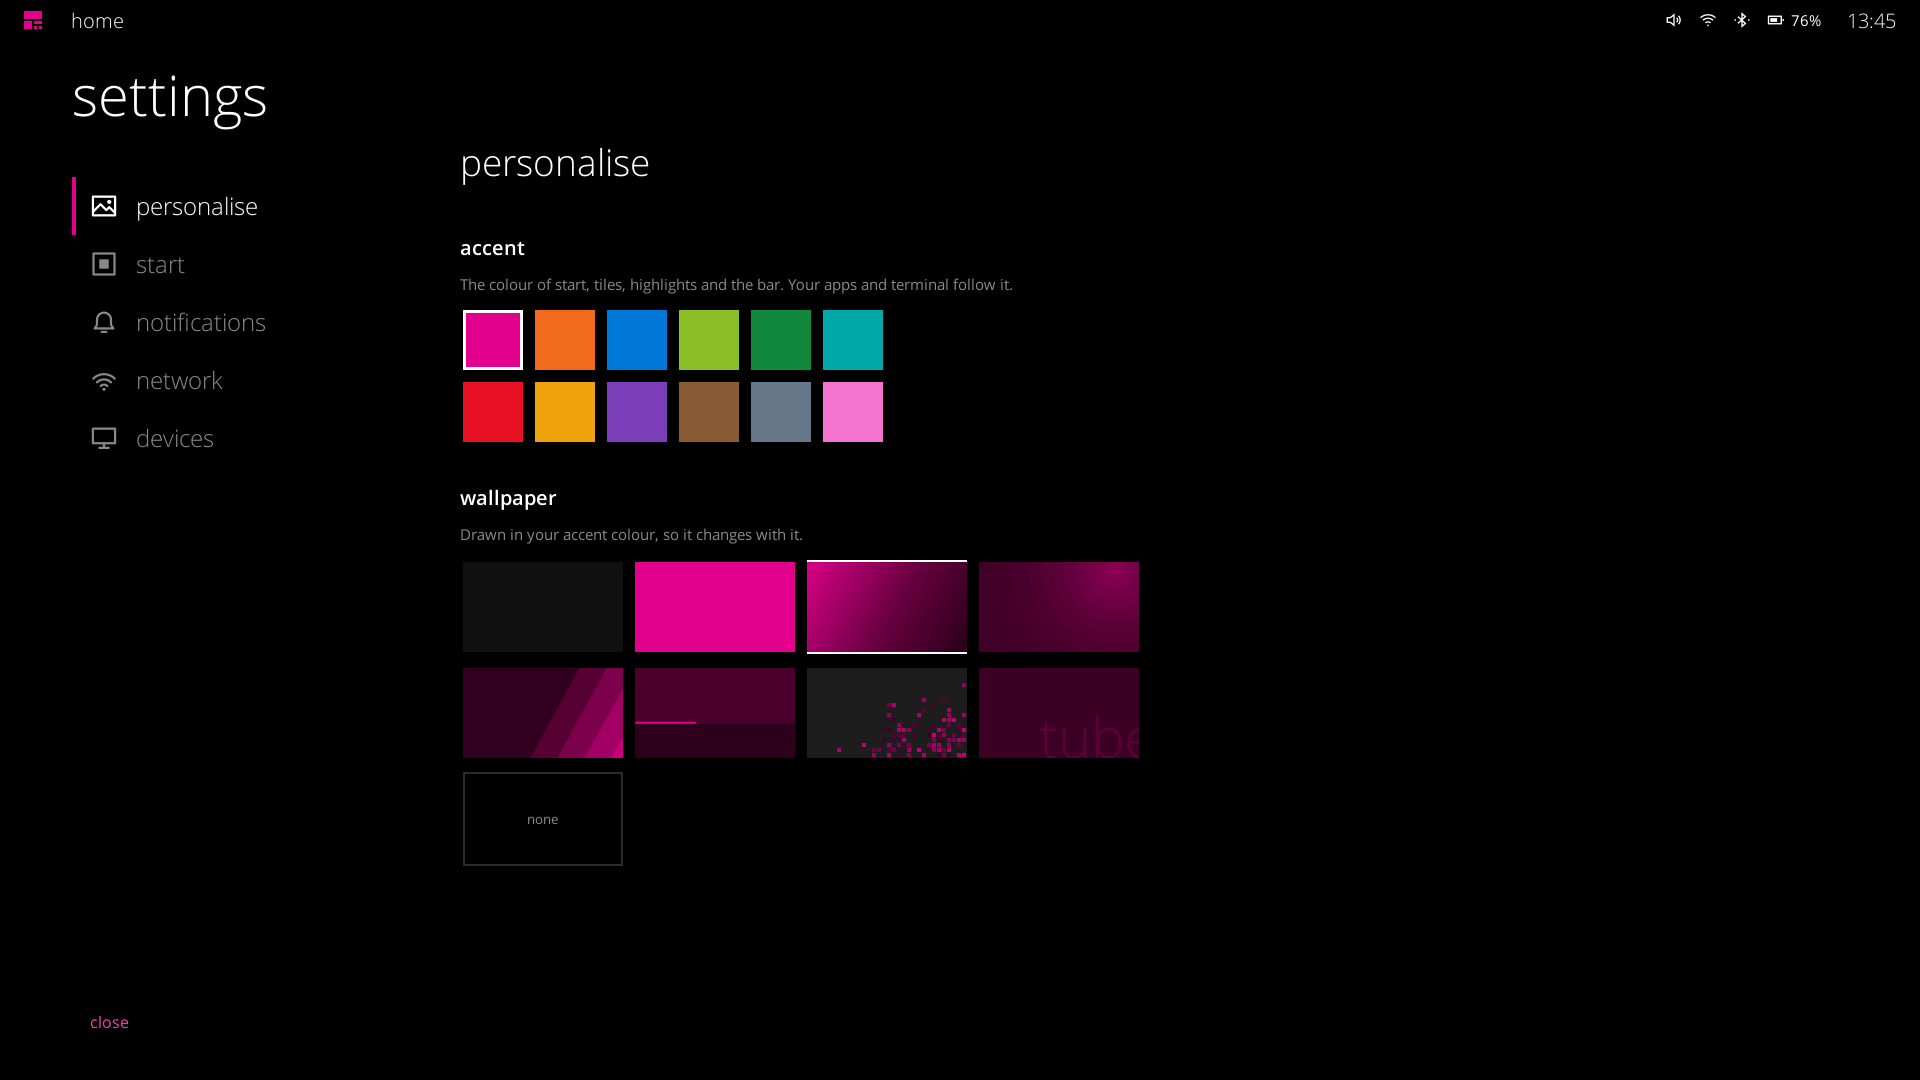 home
76%
13:45
settings
personalise
start
notifications
network
devices
close
personalise
accent
The colour of start, tiles, highlights and the bar. Your apps and terminal follow it.
wallpaper
Drawn in your accent colour, so it changes with it.
tube
none